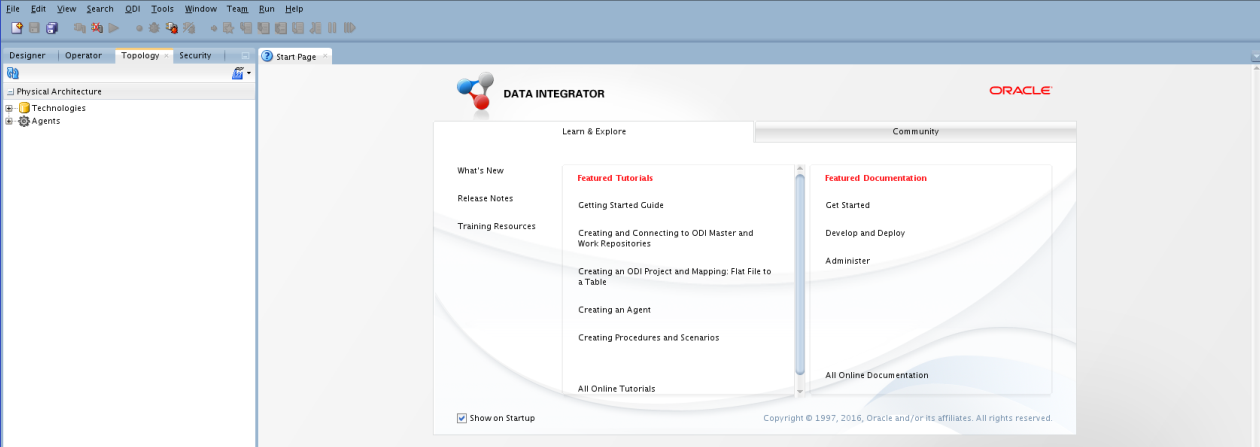 File Edit View Search ODI Tools Window Team Run Help
Designer Operator Topology Security
Start Page
Physical Architecture
Technologies
Agents
DATA INTEGRATOR
ORACLE
Learn & Explore
Community
What's New
Release Notes
Training Resources
Featured Tutorials
Getting Started Guide
Creating and Connecting to ODI Master and
Work Repositories
Creating an ODI Project and Mapping: Flat File to
a Table
Creating an Agent
Creating Procedures and Scenarios
All Online Tutorials
Featured Documentation
Get Started
Develop and Deploy
Administer
All Online Documentation
Show on Startup
Copyright © 1997, 2016, Oracle and/or its affiliates. All rights reserved.